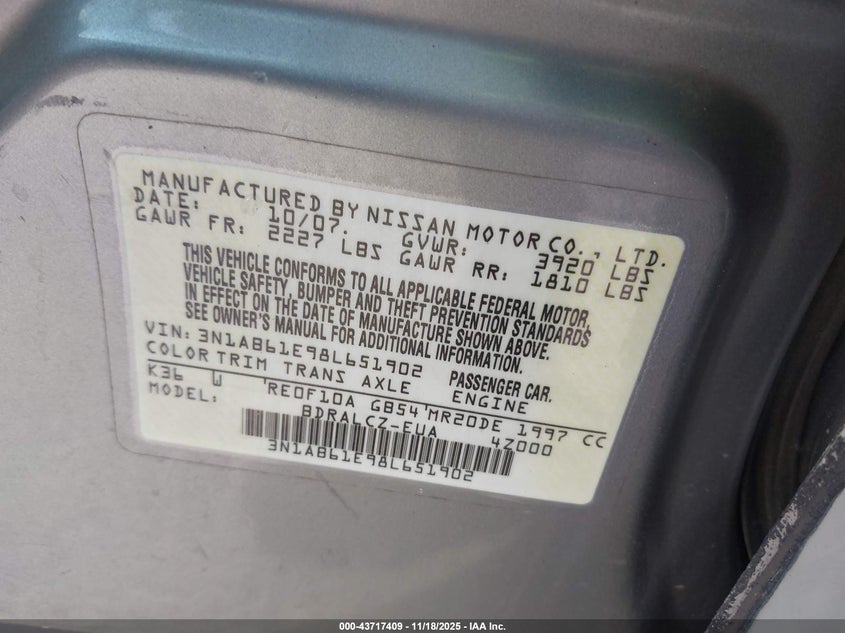 MANUFACTURED BY NISSAN MOTOR CO., LTD.
DATE: 10/07. GVWR: 3920 LBS
GAWR FR: 2227 LBS GAWR RR: 1810 LBS
THIS VEHICLE CONFORMS TO ALL APPLICABLE FEDERAL MOTOR
VEHICLE SAFETY, BUMPER AND THEFT PREVENTION STANDARDS
IN EFFECT ON THE DATE OF MANUFACTURE SHOWN ABOVE.
SEE OWNER'S MANUAL FOR ADDITIONAL INFORMATION.
VIN: 3N1AB61E98L651902 PASSENGER CAR.
COLOR TRIM TRANS AXLE ENGINE
K36 W RE0F10A GB54 MR20DE 1997 CC
MODEL: BDRALCZ-EUA 4Z000
3N1AB61E98L651902
000-43717409 - 11/18/2025 - IAA Inc.